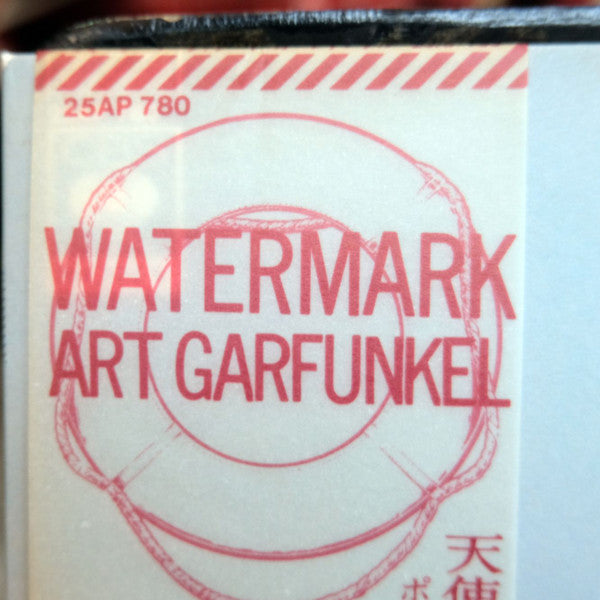 25AP 780
WATERMARK
ART GARFUNKEL
天使
ポ